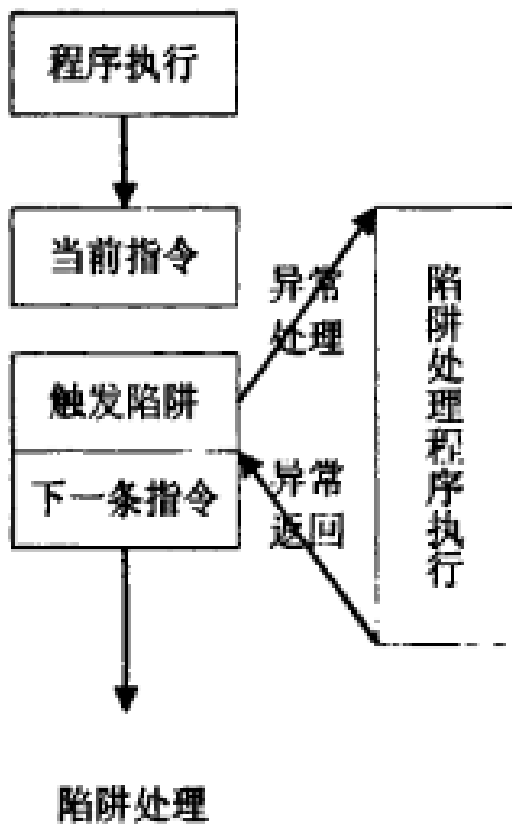 程序执行
当前指令
异常
处理
触发陷阱
下一条指令
异常
返回
陷阱处理程序执行
陷阱处理